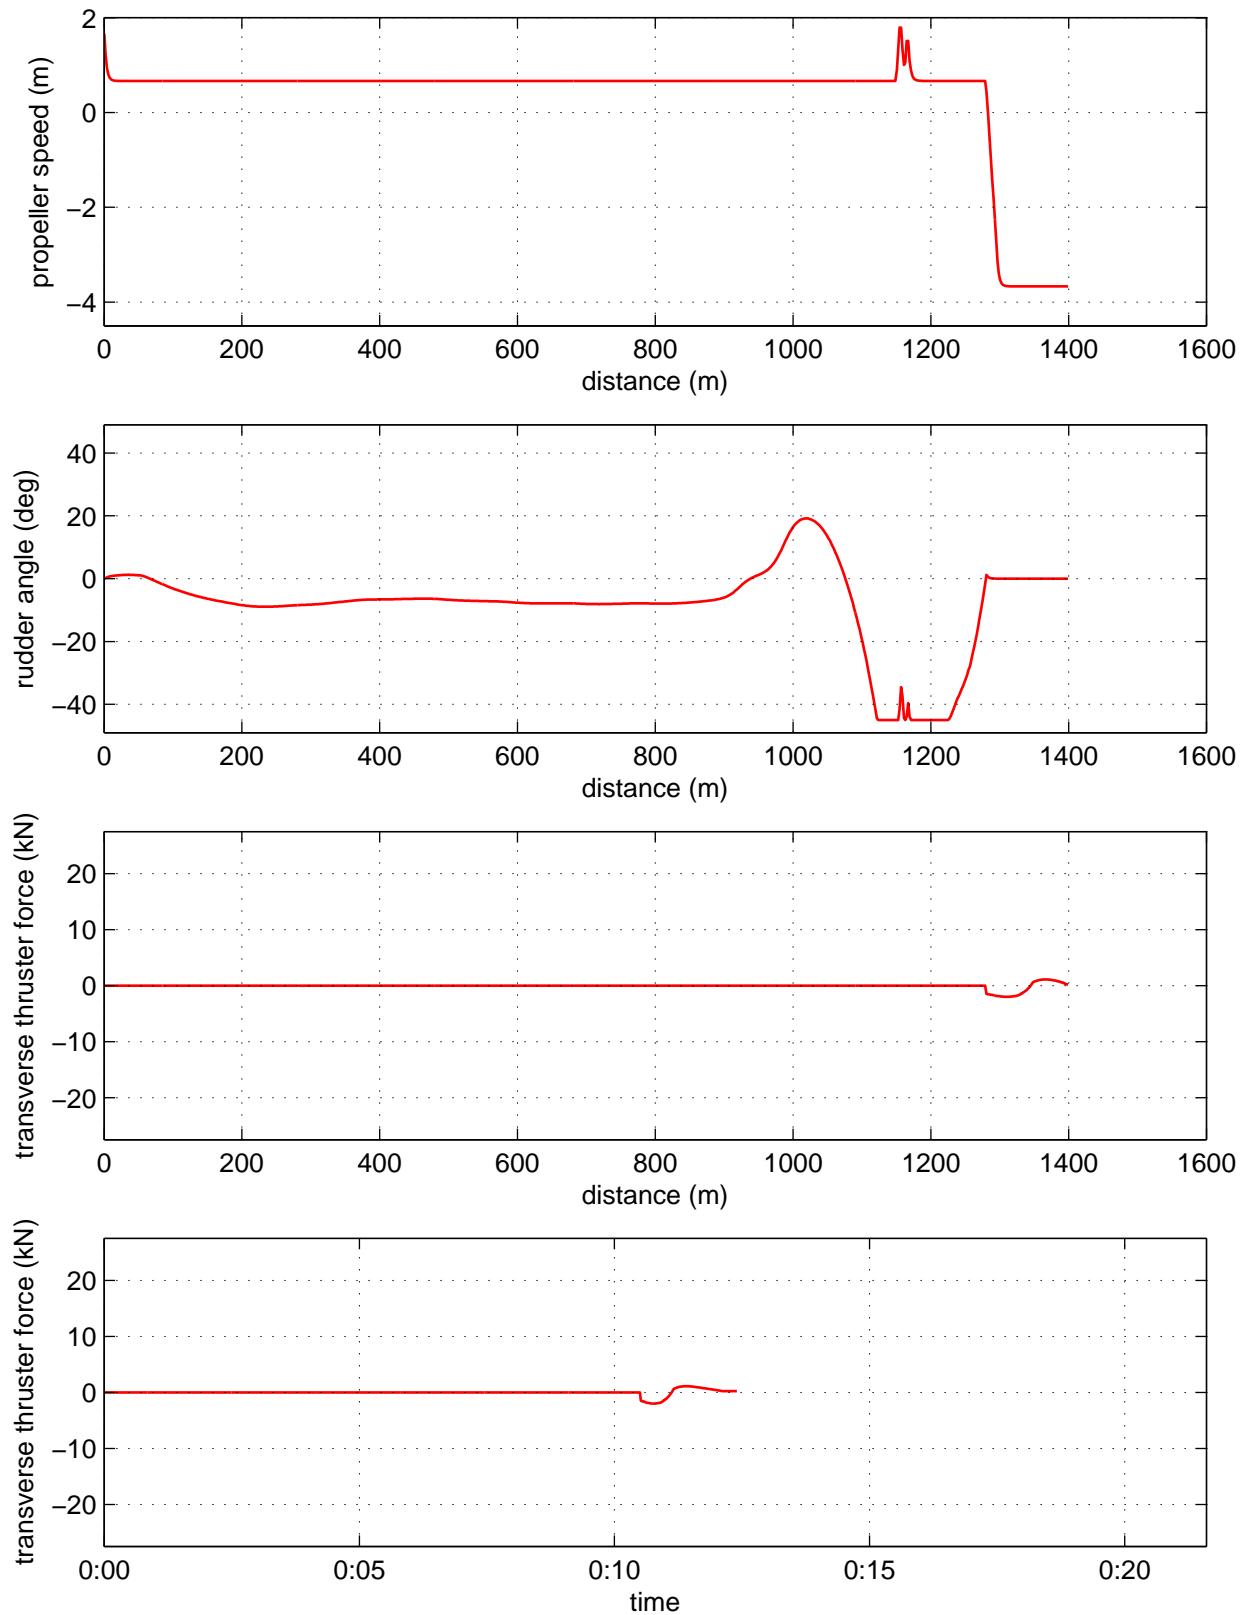 propeller speed (m)
2
0
−2
−4
0 200 400 600 800 1000 1200 1400 1600
distance (m)
rudder angle (deg)
40
20
0
−20
−40
0 200 400 600 800 1000 1200 1400 1600
distance (m)
transverse thruster force (kN)
20
10
0
−10
−20
0 200 400 600 800 1000 1200 1400 1600
distance (m)
transverse thruster force (kN)
20
10
0
−10
−20
0:00 0:05 0:10 0:15 0:20
time